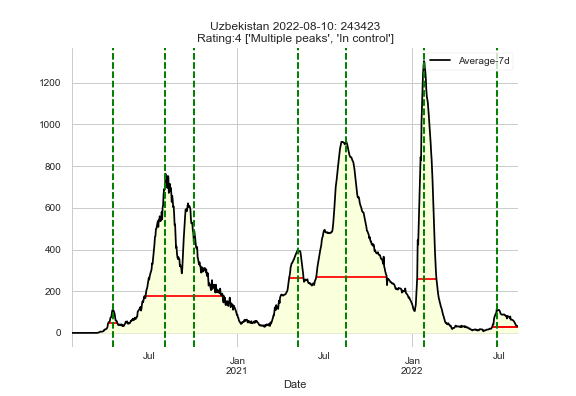 Uzbekistan 2022-08-10: 243423
Rating:4 ['Multiple peaks', 'In control']
Average-7d
1200
1000
800
600
400
200
0
Jul
Jan
2021
Jul
Jan
2022
Jul
Date